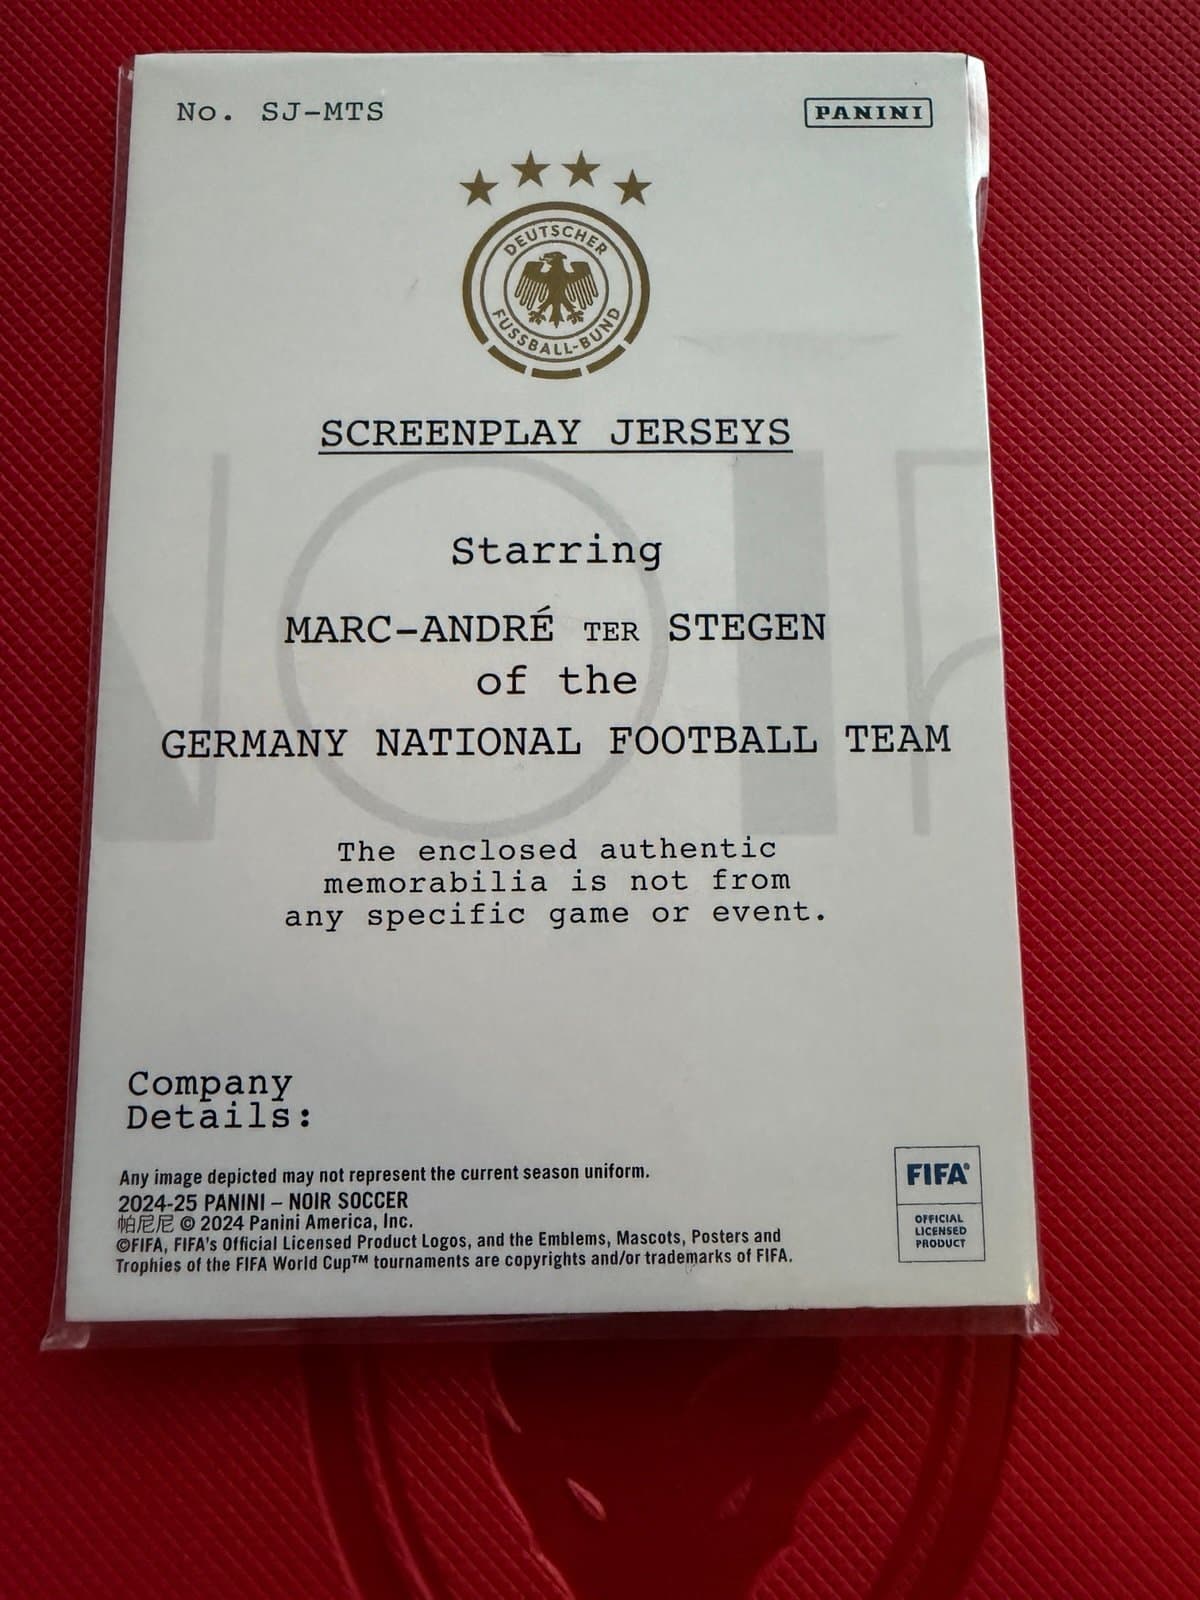 No. SJ-MTS
PANINI
DEUTSCHER
FUSSBALL-BUND
SCREENPLAY JERSEYS
Starring
MARC-ANDRÉ TER STEGEN
of the
GERMANY NATIONAL FOOTBALL TEAM
NOIR
The enclosed authentic
memorabilia is not from
any specific game or event.
Company
Details:
Any image depicted may not represent the current season uniform.
2024-25 PANINI – NOIR SOCCER
帕尼尼 © 2024 Panini America, Inc.
©FIFA, FIFA's Official Licensed Product Logos, and the Emblems, Mascots, Posters and
Trophies of the FIFA World Cup™ tournaments are copyrights and/or trademarks of FIFA.
FIFA®
OFFICIAL
LICENSED
PRODUCT